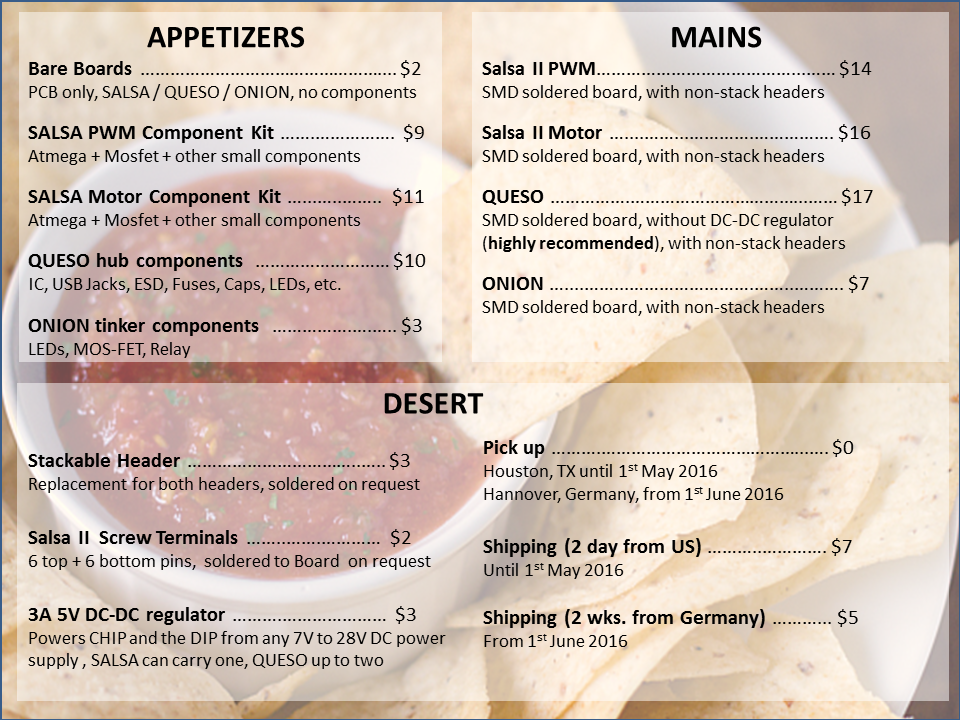 APPETIZERS
Bare Boards ……………………………………………. $2
PCB only, SALSA / QUESO / ONION, no components
SALSA PWM Component Kit …………………. $9
Atmega + Mosfet + other small components
SALSA Motor Component Kit ………………. $11
Atmega + Mosfet + other small components
QUESO hub components ……………………… $10
IC, USB Jacks, ESD, Fuses, Caps, LEDs, etc.
ONION tinker components ……………………. $3
LEDs, MOS-FET, Relay
MAINS
Salsa II PWM………………………………………… $14
SMD soldered board, with non-stack headers
Salsa II Motor ………………………………………. $16
SMD soldered board, with non-stack headers
QUESO …………………………………………………. $17
SMD soldered board, without DC-DC regulator
(highly recommended), with non-stack headers
ONION …………………………………………………. $7
SMD soldered board, with non-stack headers
DESERT
Stackable Header …………………………………. $3
Replacement for both headers, soldered on request
Salsa II Screw Terminals ……………………… $2
6 top + 6 bottom pins, soldered to Board on request
3A 5V DC-DC regulator ………………………… $3
Powers CHIP and the DIP from any 7V to 28V DC power
supply , SALSA can carry one, QUESO up to two
Pick up ………………………………………………. $0
Houston, TX until 1st May 2016
Hannover, Germany, from 1st June 2016
Shipping (2 day from US) …………………… $7
Until 1st May 2016
Shipping (2 wks. from Germany) ………… $5
From 1st June 2016